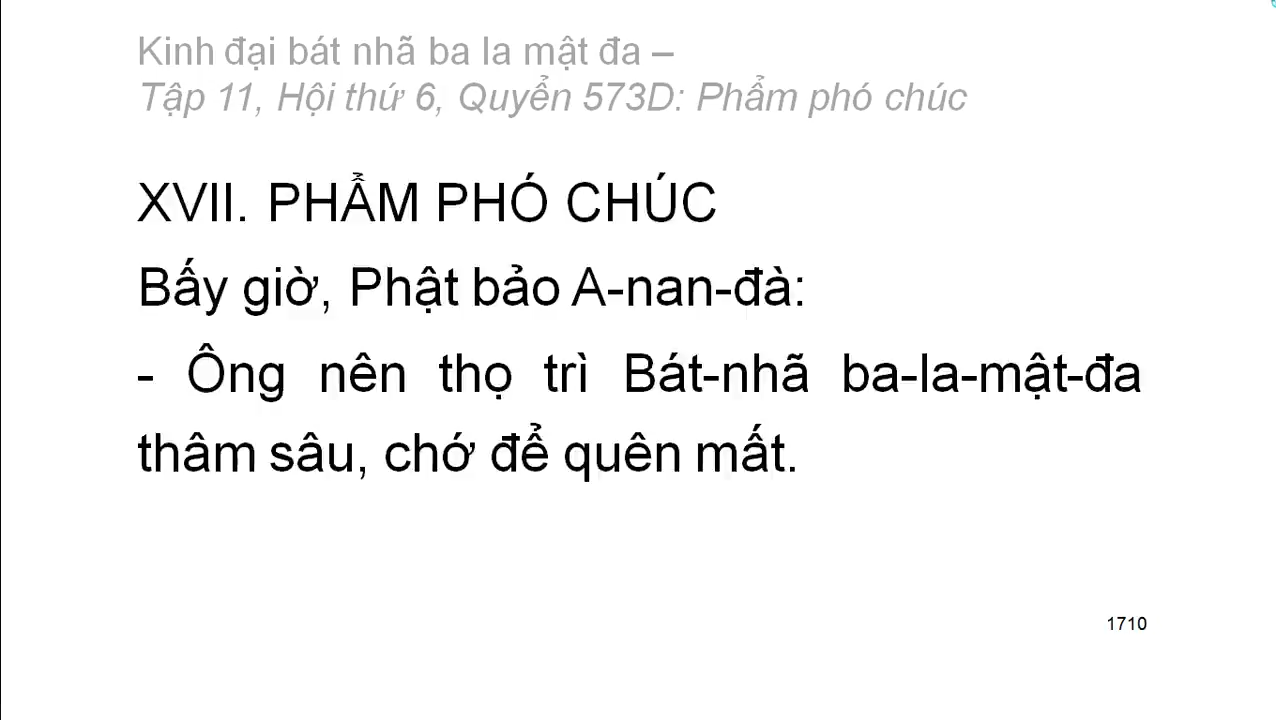 Kinh đại bát nhã ba la mật đa –
Tập 11, Hội thứ 6, Quyển 573D: Phẩm phó chúc
XVII. PHẨM PHÓ CHÚC
Bấy giờ, Phật bảo A-nan-đà:
- Ông nên thọ trì Bát-nhã ba-la-mật-đa
thâm sâu, chớ để quên mất.
1710